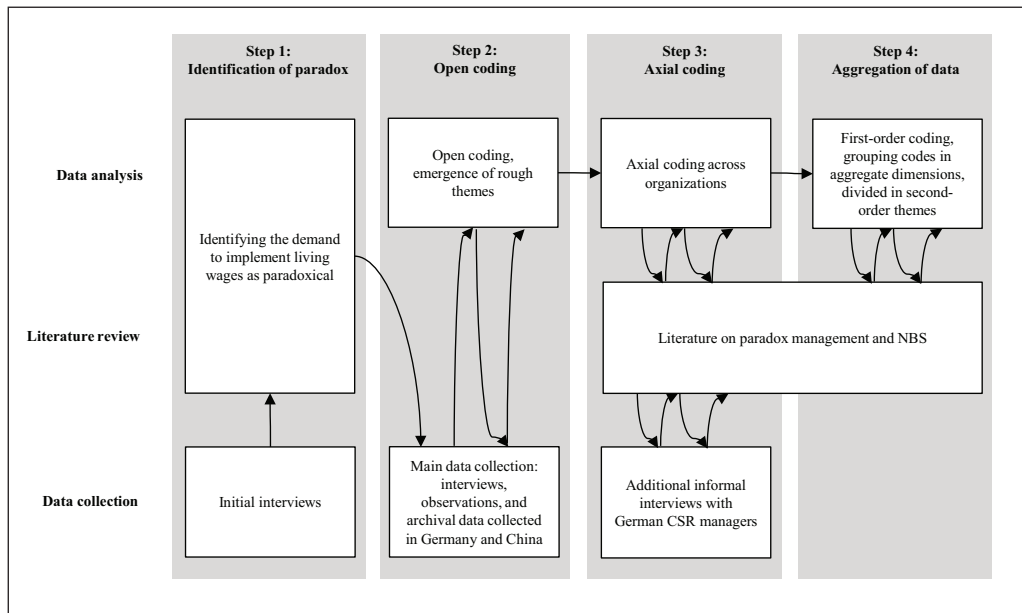 Step 1:
Identification of paradox
Step 2:
Open coding
Step 3:
Axial coding
Step 4:
Aggregation of data
Data analysis
Identifying the demand
to implement living
wages as paradoxical
Open coding,
emergence of rough
themes
Axial coding across
organizations
First-order coding,
grouping codes in
aggregate dimensions,
divided in second-
order themes
Literature review
Literature on paradox management and NBS
Data collection
Initial interviews
Main data collection:
interviews,
observations, and
archival data collected
in Germany and China
Additional informal
interviews with
German CSR managers